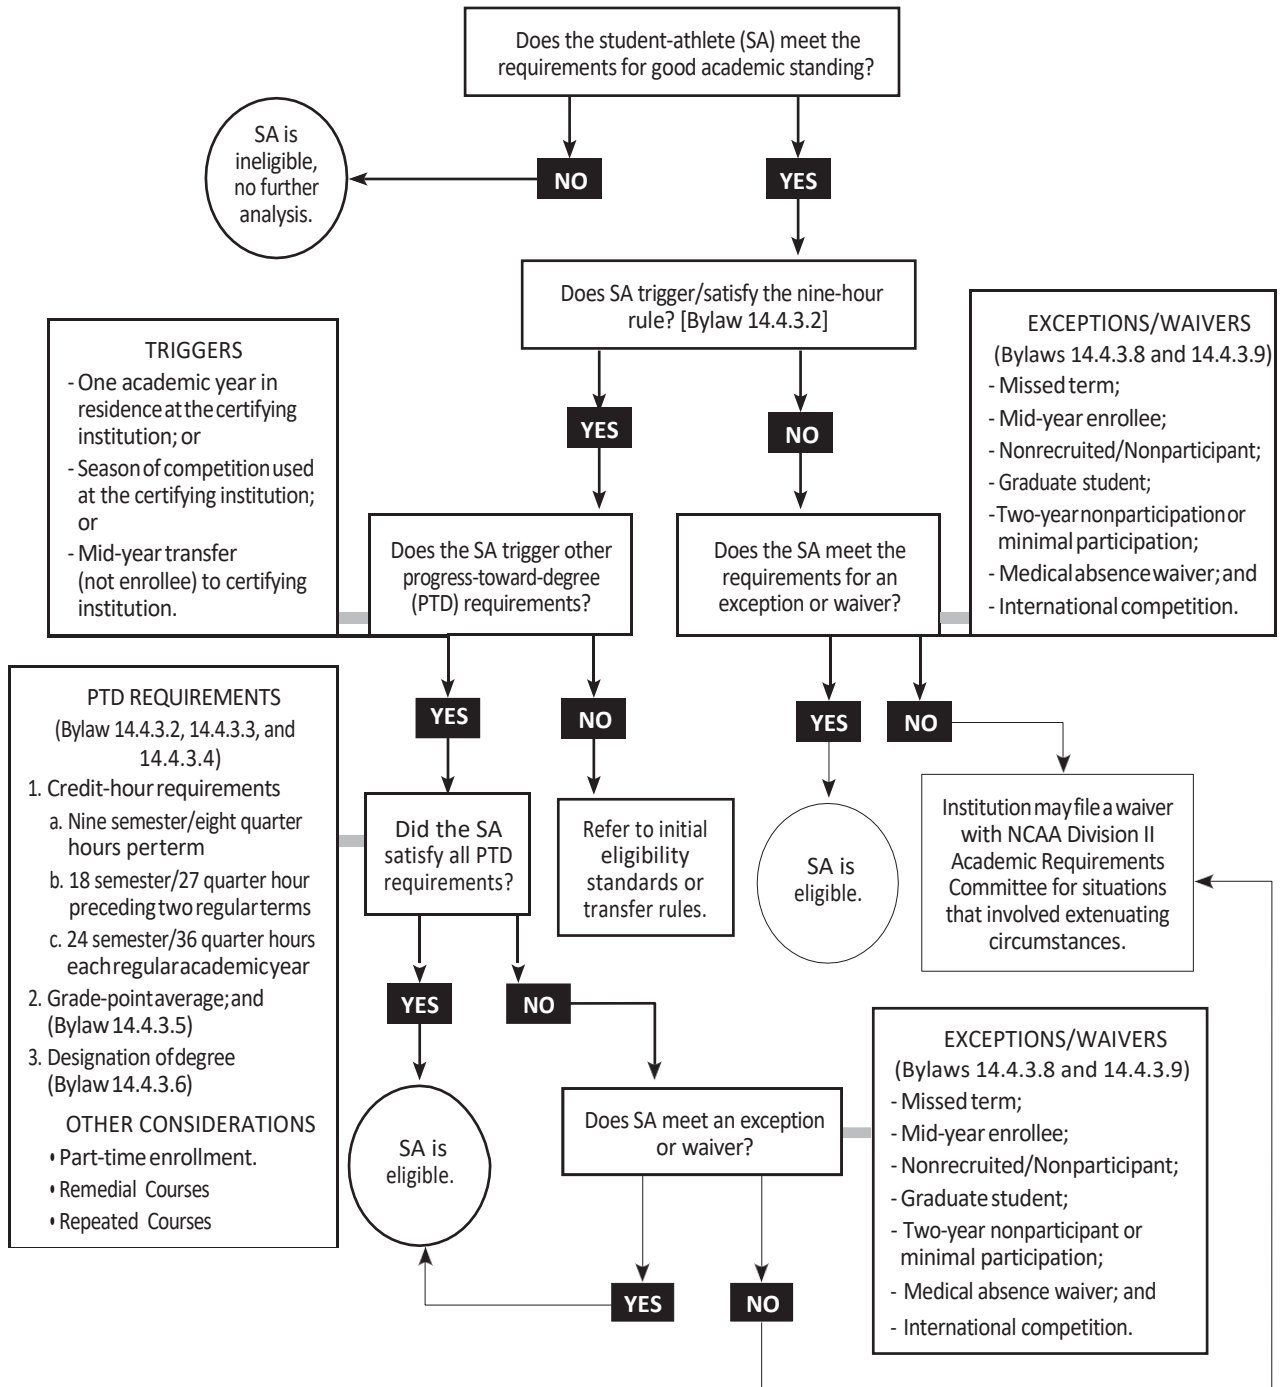 Does the student-athlete (SA) meet the
requirements for good academic standing?
SA is
ineligible,
no further
analysis.
NO
YES
Does SA trigger/satisfy the nine-hour
rule? [Bylaw 14.4.3.2]
TRIGGERS
- One academic year in
residence at the certifying
institution; or
- Season of competition used
at the certifying institution;
or
- Mid-year transfer
(not enrollee) to certifying
institution.
YES
NO
EXCEPTIONS/WAIVERS
(Bylaws 14.4.3.8 and 14.4.3.9)
- Missed term;
- Mid-year enrollee;
- Nonrecruited/Nonparticipant;
- Graduate student;
- Two-year nonparticipation or
minimal participation;
- Medical absence waiver; and
- International competition.
Does the SA trigger other
progress-toward-degree
(PTD) requirements?
Does the SA meet the
requirements for an
exception or waiver?
PTD REQUIREMENTS
(Bylaw 14.4.3.2, 14.4.3.3, and
14.4.3.4)
1. Credit-hour requirements
a. Nine semester/eight quarter
hours per term
b. 18 semester/27 quarter hour
preceding two regular terms
c. 24 semester/36 quarter hours
each regular academic year
2. Grade-point average; and
(Bylaw 14.4.3.5)
3. Designation of degree
(Bylaw 14.4.3.6)
OTHER CONSIDERATIONS
• Part-time enrollment.
• Remedial Courses
• Repeated Courses
YES
NO
YES
NO
Did the SA
satisfy all PTD
requirements?
Refer to initial
eligibility
standards or
transfer rules.
SA is
eligible.
Institution may file a waiver
with NCAA Division II
Academic Requirements
Committee for situations
that involved extenuating
circumstances.
YES
NO
SA is
eligible.
Does SA meet an exception
or waiver?
EXCEPTIONS/WAIVERS
(Bylaws 14.4.3.8 and 14.4.3.9)
- Missed term;
- Mid-year enrollee;
- Nonrecruited/Nonparticipant;
- Graduate student;
- Two-year nonparticipant or
minimal participation;
- Medical absence waiver; and
- International competition.
YES
NO